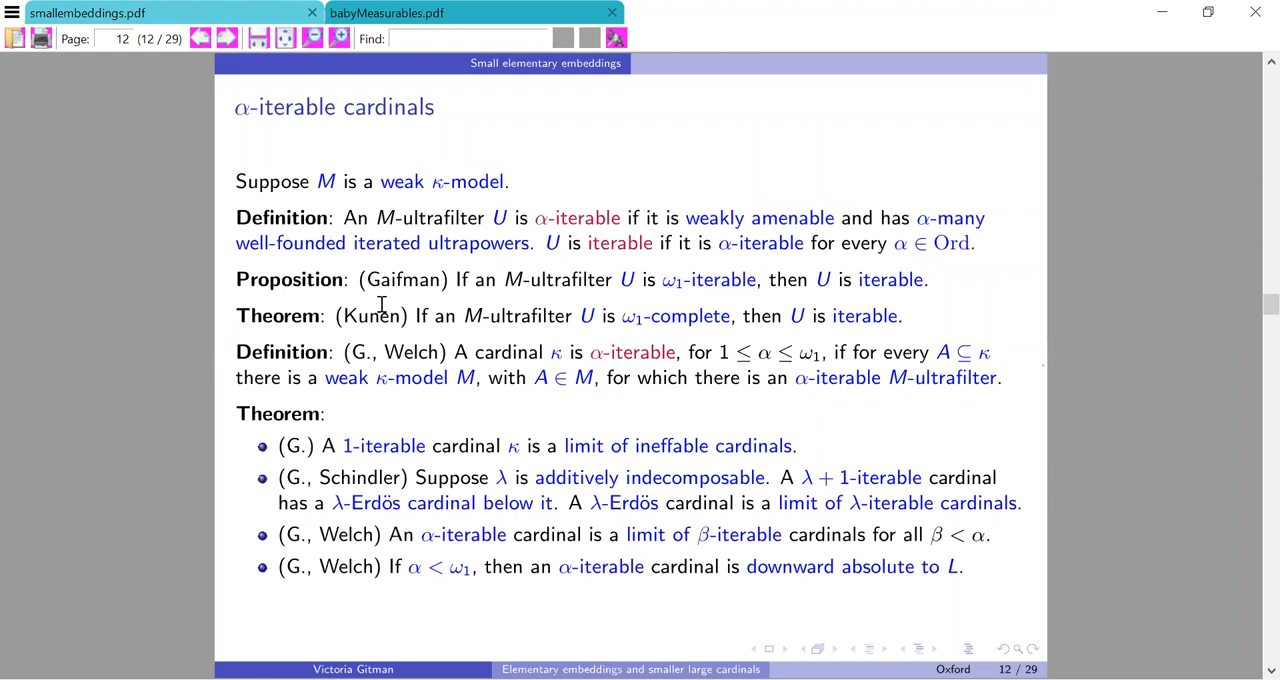 smallembeddings.pdf
babyMeasurables.pdf
Page: 12 (12 / 29) Find:
Small elementary embeddings
α-iterable cardinals
Suppose M is a weak κ-model.
Definition: An M-ultrafilter U is α-iterable if it is weakly amenable and has α-many
well-founded iterated ultrapowers. U is iterable if it is α-iterable for every α ∈ Ord.
Proposition: (Gaifman) If an M-ultrafilter U is ω₁-iterable, then U is iterable.
Theorem: (Kunen) If an M-ultrafilter U is ω₁-complete, then U is iterable.
Definition: (G., Welch) A cardinal κ is α-iterable, for 1 ≤ α ≤ ω₁, if for every A ⊆ κ
there is a weak κ-model M, with A ∈ M, for which there is an α-iterable M-ultrafilter.
Theorem:
(G.) A 1-iterable cardinal κ is a limit of ineffable cardinals.
(G., Schindler) Suppose λ is additively indecomposable. A λ + 1-iterable cardinal
has a λ-Erdös cardinal below it. A λ-Erdös cardinal is a limit of λ-iterable cardinals.
(G., Welch) An α-iterable cardinal is a limit of β-iterable cardinals for all β < α.
(G., Welch) If α < ω₁, then an α-iterable cardinal is downward absolute to L.
Victoria Gitman
Elementary embeddings and smaller large cardinals
Oxford
12 / 29